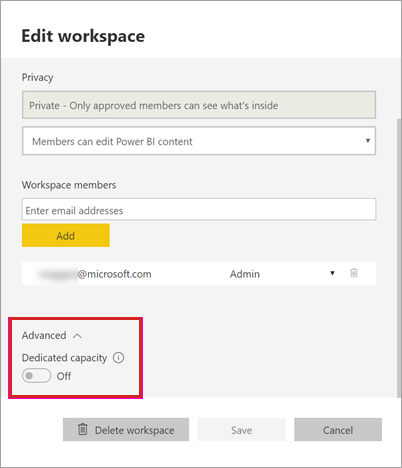 Edit workspace
Privacy
Private - Only approved members can see what's inside
Members can edit Power BI content
Workspace members
Enter email addresses
Add
@microsoft.com Admin
Advanced
Dedicated capacity
Off
Delete workspace Save Cancel